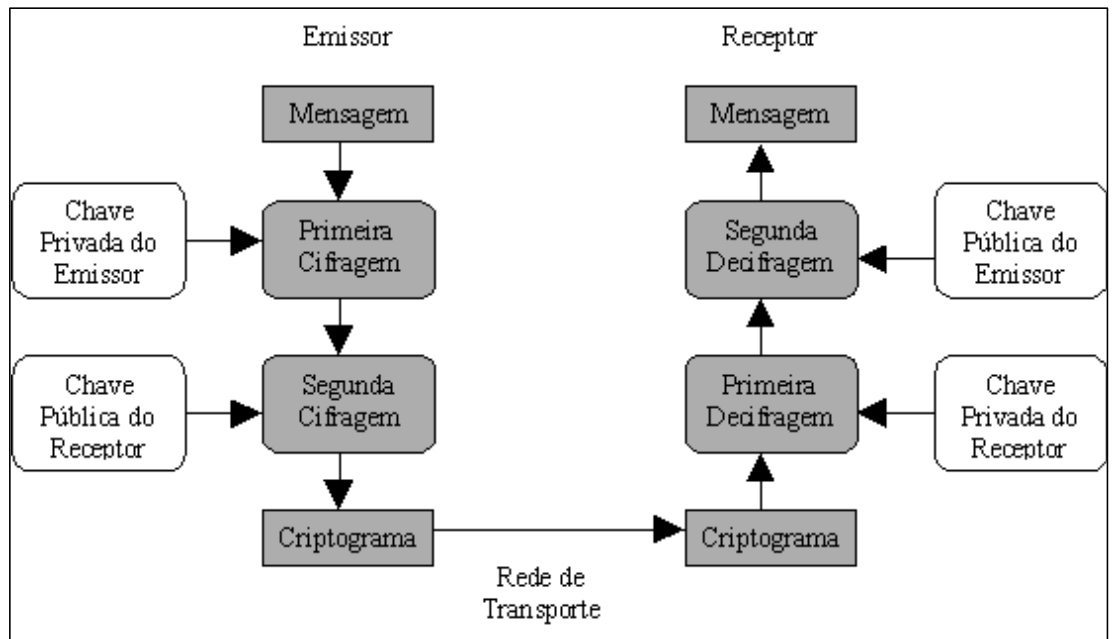 Emissor
Receptor
Mensagem
Mensagem
Chave
Privada do
Emissor
Primeira
Cifragem
Segunda
Decifragem
Chave
Pública do
Emissor
Chave
Pública do
Receptor
Segunda
Cifragem
Primeira
Decifragem
Chave
Privada do
Receptor
Criptograma
Criptograma
Rede de
Transporte